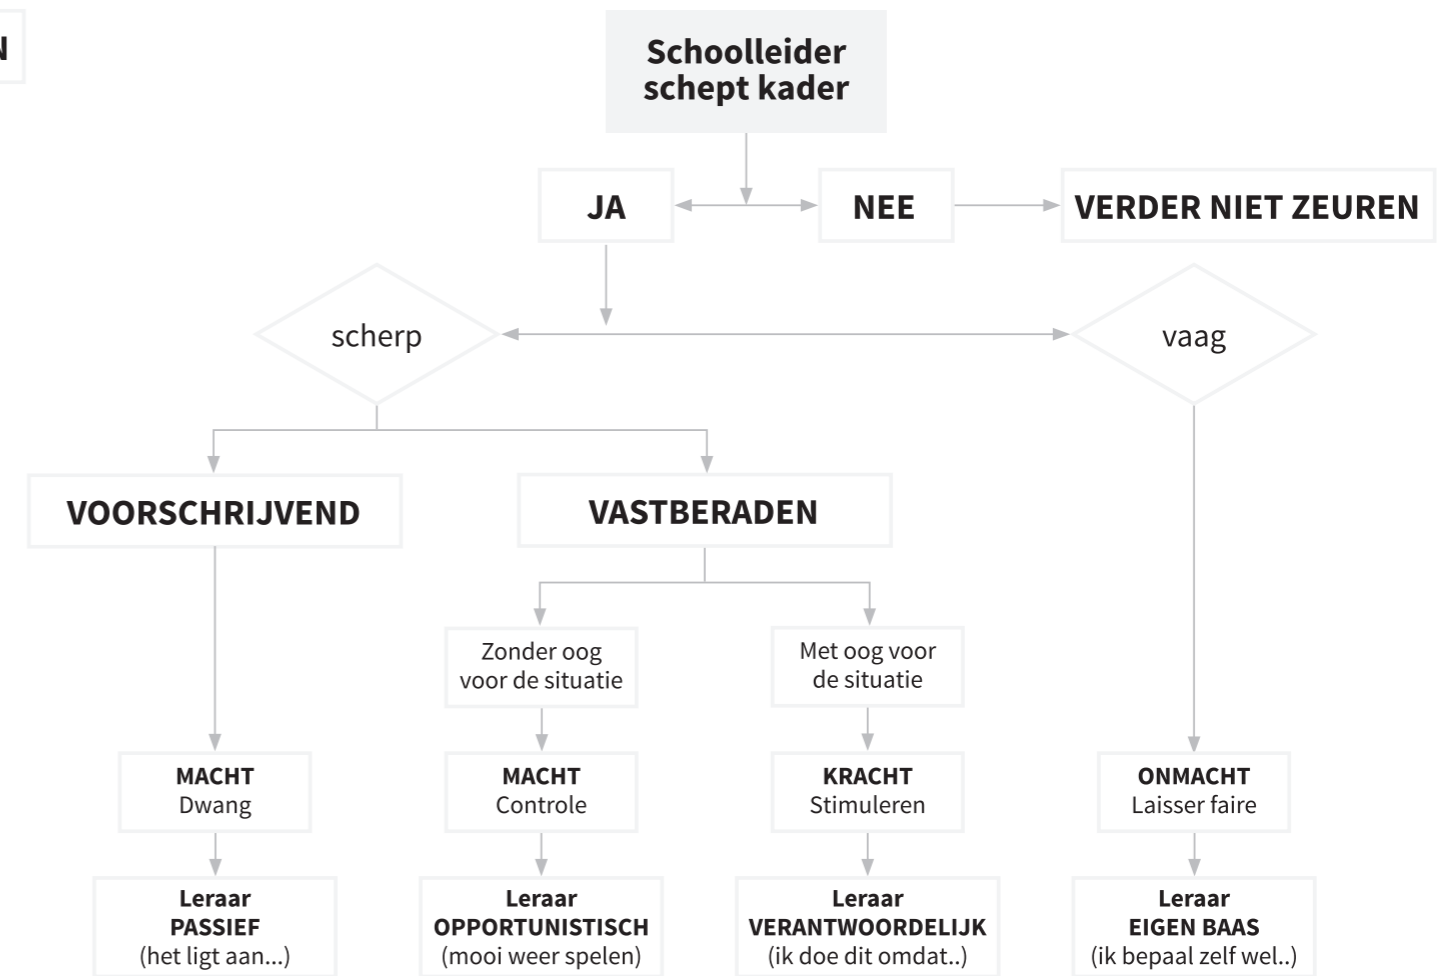 N
Schoolleider
schept kader
JA
NEE
VERDER NIET ZEUREN
scherp
vaag
VOORSCHRIJVEND
VASTBERADEN
Zonder oog
voor de situatie
Met oog voor
de situatie
MACHT
Dwang
MACHT
Controle
KRACHT
Stimuleren
ONMACHT
Laisser faire
Leraar
PASSIEF
(het ligt aan...)
Leraar
OPPORTUNISTISCH
(mooi weer spelen)
Leraar
VERANTWOORDELIJK
(ik doe dit omdat..)
Leraar
EIGEN BAAS
(ik bepaal zelf wel..)